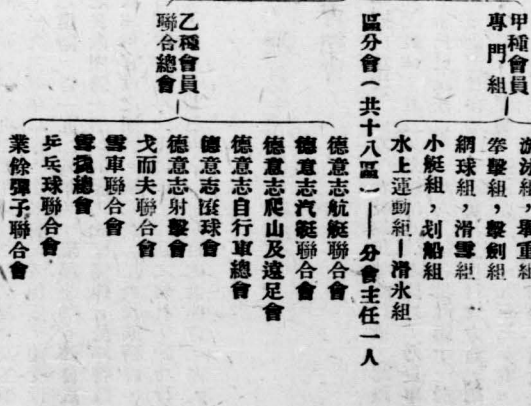 甲種會員
專門組
游泳組，舉重組
拳擊組，擊劍組
網球組，滑雪組
小艇組，划船組
水上運動組—滑氷組
區分會（共十八區）——分會主任一人
乙種會員
聯合總會
德意志航艇聯合會
德意志汽艇聯合會
德意志爬山及遠足會
德意志自行車總會
德意志滾球會
德意志射擊會
戈而夫聯合會
雪車聯合會
雪

總會
乒乓球聯合會
業餘彈子聯合會